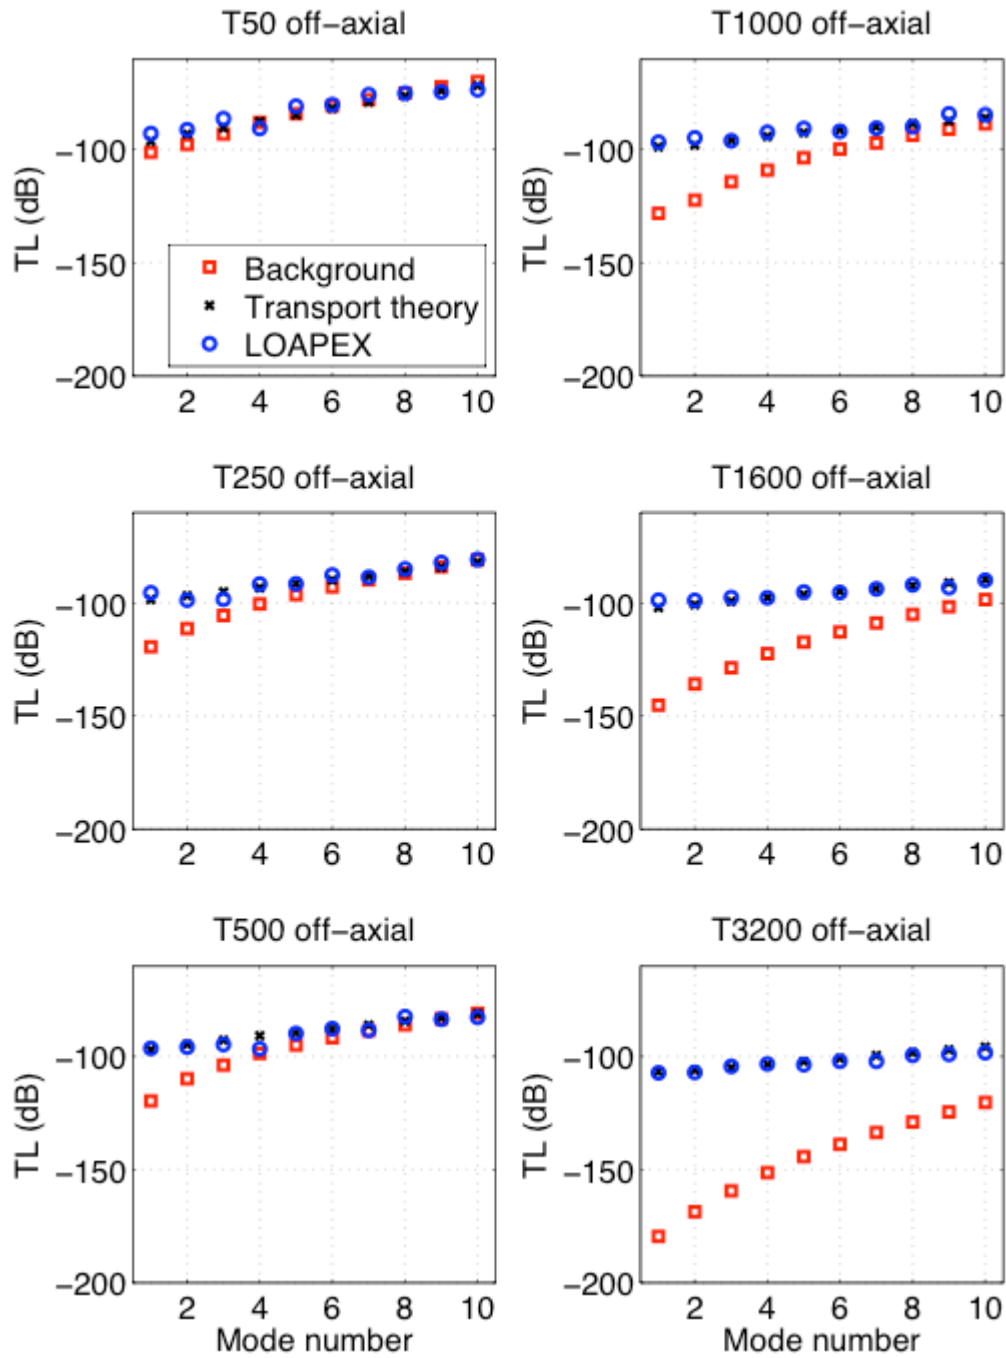 T50 off-axial
TL (dB)
-100
-150
-200
Background
Transport theory
LOAPEX
2 4 6 8 10
T1000 off-axial
TL (dB)
-100
-150
-200
2 4 6 8 10
T250 off-axial
TL (dB)
-100
-150
-200
2 4 6 8 10
T1600 off-axial
TL (dB)
-100
-150
-200
2 4 6 8 10
T500 off-axial
TL (dB)
-100
-150
-200
2 4 6 8 10
Mode number
T3200 off-axial
TL (dB)
-100
-150
-200
2 4 6 8 10
Mode number